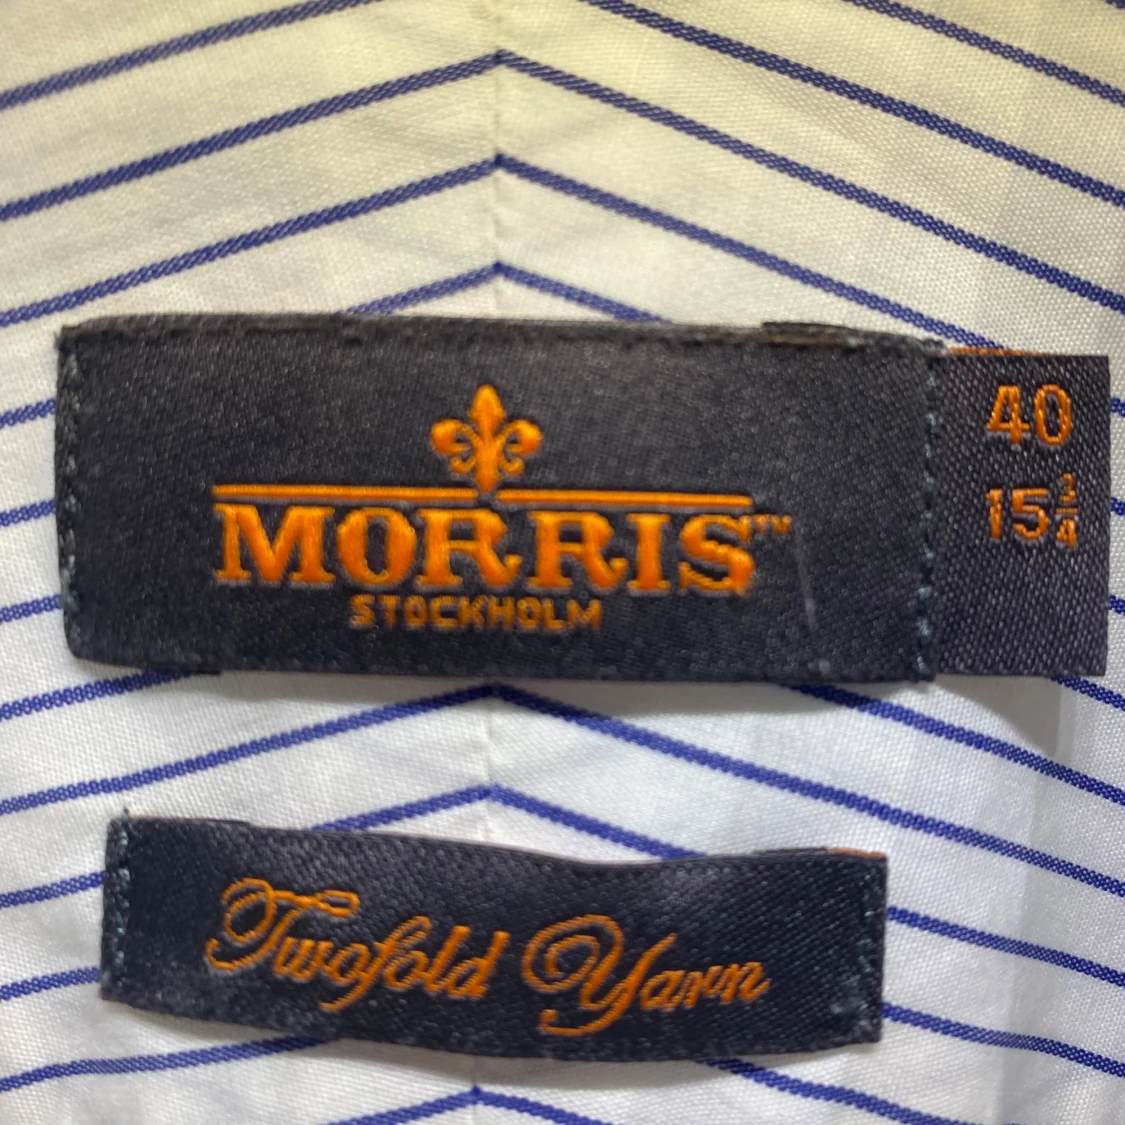 MORRIS™
STOCKHOLM
40
15¾
Twofold Yarn